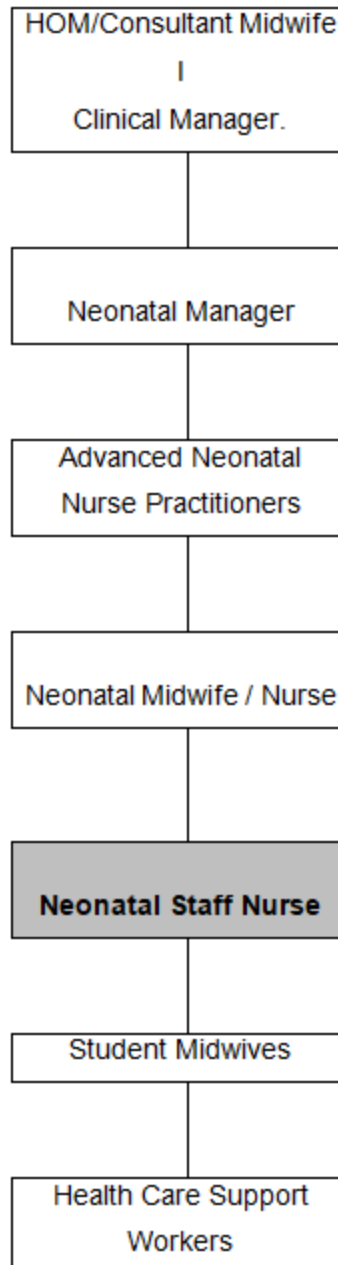 HOM/Consultant Midwife
I
Clinical Manager.
Neonatal Manager
Advanced Neonatal
Nurse Practitioners
Neonatal Midwife / Nurse
Neonatal Staff Nurse
Student Midwives
Health Care Support
Workers